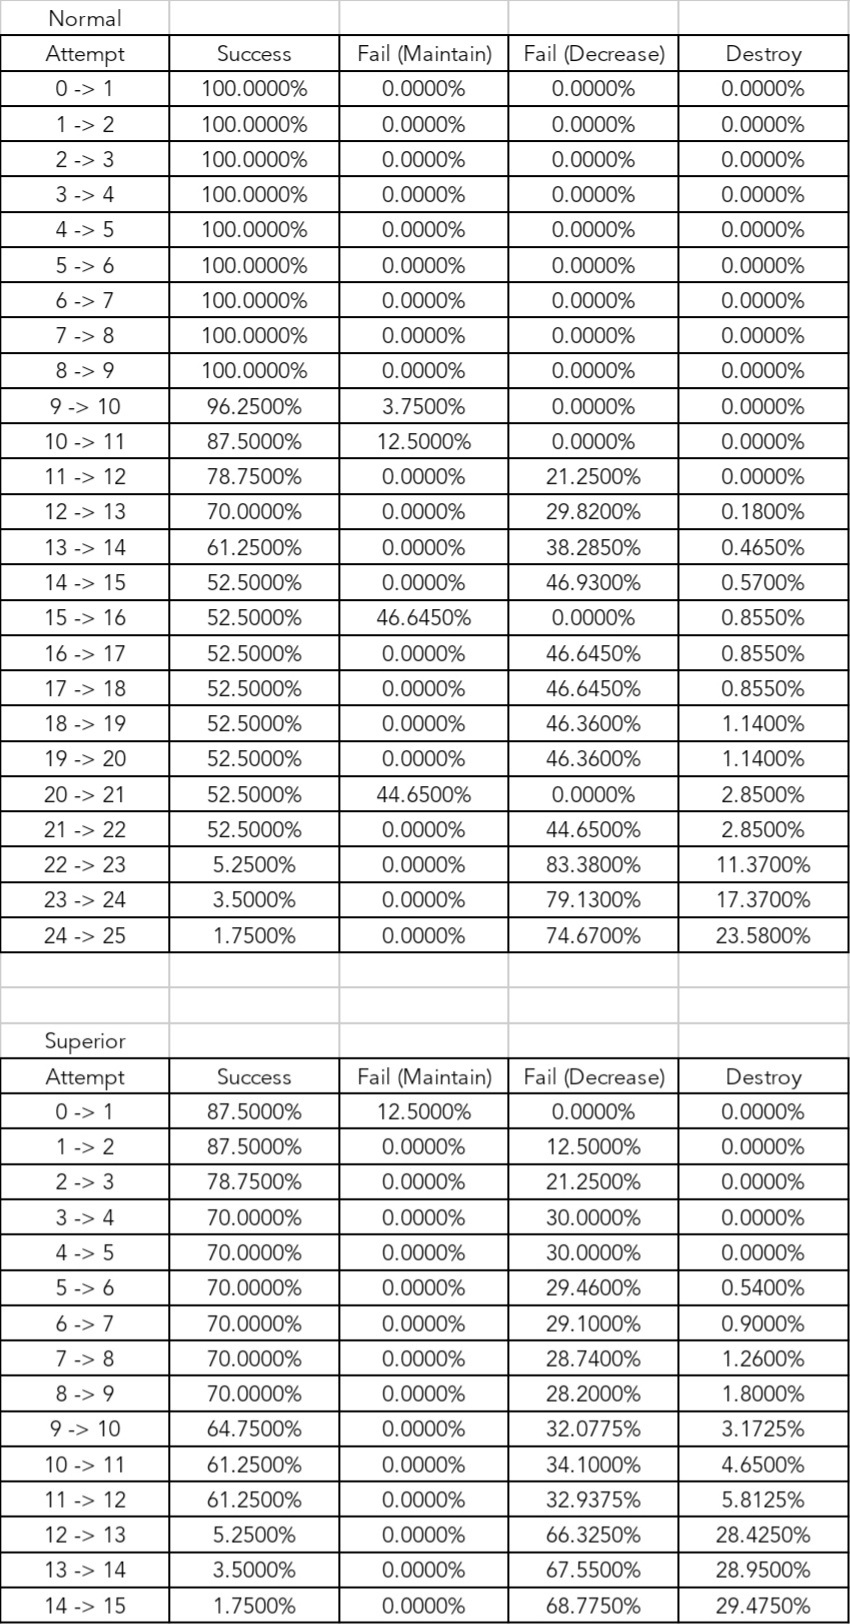 Normal
Attempt Success Fail (Maintain) Fail (Decrease) Destroy
0 -> 1 100.0000% 0.0000% 0.0000% 0.0000%
1 -> 2 100.0000% 0.0000% 0.0000% 0.0000%
2 -> 3 100.0000% 0.0000% 0.0000% 0.0000%
3 -> 4 100.0000% 0.0000% 0.0000% 0.0000%
4 -> 5 100.0000% 0.0000% 0.0000% 0.0000%
5 -> 6 100.0000% 0.0000% 0.0000% 0.0000%
6 -> 7 100.0000% 0.0000% 0.0000% 0.0000%
7 -> 8 100.0000% 0.0000% 0.0000% 0.0000%
8 -> 9 100.0000% 0.0000% 0.0000% 0.0000%
9 -> 10 96.2500% 3.7500% 0.0000% 0.0000%
10 -> 11 87.5000% 12.5000% 0.0000% 0.0000%
11 -> 12 78.7500% 0.0000% 21.2500% 0.0000%
12 -> 13 70.0000% 0.0000% 29.8200% 0.1800%
13 -> 14 61.2500% 0.0000% 38.2850% 0.4650%
14 -> 15 52.5000% 0.0000% 46.9300% 0.5700%
15 -> 16 52.5000% 46.6450% 0.0000% 0.8550%
16 -> 17 52.5000% 0.0000% 46.6450% 0.8550%
17 -> 18 52.5000% 0.0000% 46.6450% 0.8550%
18 -> 19 52.5000% 0.0000% 46.3600% 1.1400%
19 -> 20 52.5000% 0.0000% 46.3600% 1.1400%
20 -> 21 52.5000% 44.6500% 0.0000% 2.8500%
21 -> 22 52.5000% 0.0000% 44.6500% 2.8500%
22 -> 23 5.2500% 0.0000% 83.3800% 11.3700%
23 -> 24 3.5000% 0.0000% 79.1300% 17.3700%
24 -> 25 1.7500% 0.0000% 74.6700% 23.5800%
Superior
Attempt Success Fail (Maintain) Fail (Decrease) Destroy
0 -> 1 87.5000% 12.5000% 0.0000% 0.0000%
1 -> 2 87.5000% 0.0000% 12.5000% 0.0000%
2 -> 3 78.7500% 0.0000% 21.2500% 0.0000%
3 -> 4 70.0000% 0.0000% 30.0000% 0.0000%
4 -> 5 70.0000% 0.0000% 30.0000% 0.0000%
5 -> 6 70.0000% 0.0000% 29.4600% 0.5400%
6 -> 7 70.0000% 0.0000% 29.1000% 0.9000%
7 -> 8 70.0000% 0.0000% 28.7400% 1.2600%
8 -> 9 70.0000% 0.0000% 28.2000% 1.8000%
9 -> 10 64.7500% 0.0000% 32.0775% 3.1725%
10 -> 11 61.2500% 0.0000% 34.1000% 4.6500%
11 -> 12 61.2500% 0.0000% 32.9375% 5.8125%
12 -> 13 5.2500% 0.0000% 66.3250% 28.4250%
13 -> 14 3.5000% 0.0000% 67.5500% 28.9500%
14 -> 15 1.7500% 0.0000% 68.7750% 29.4750%